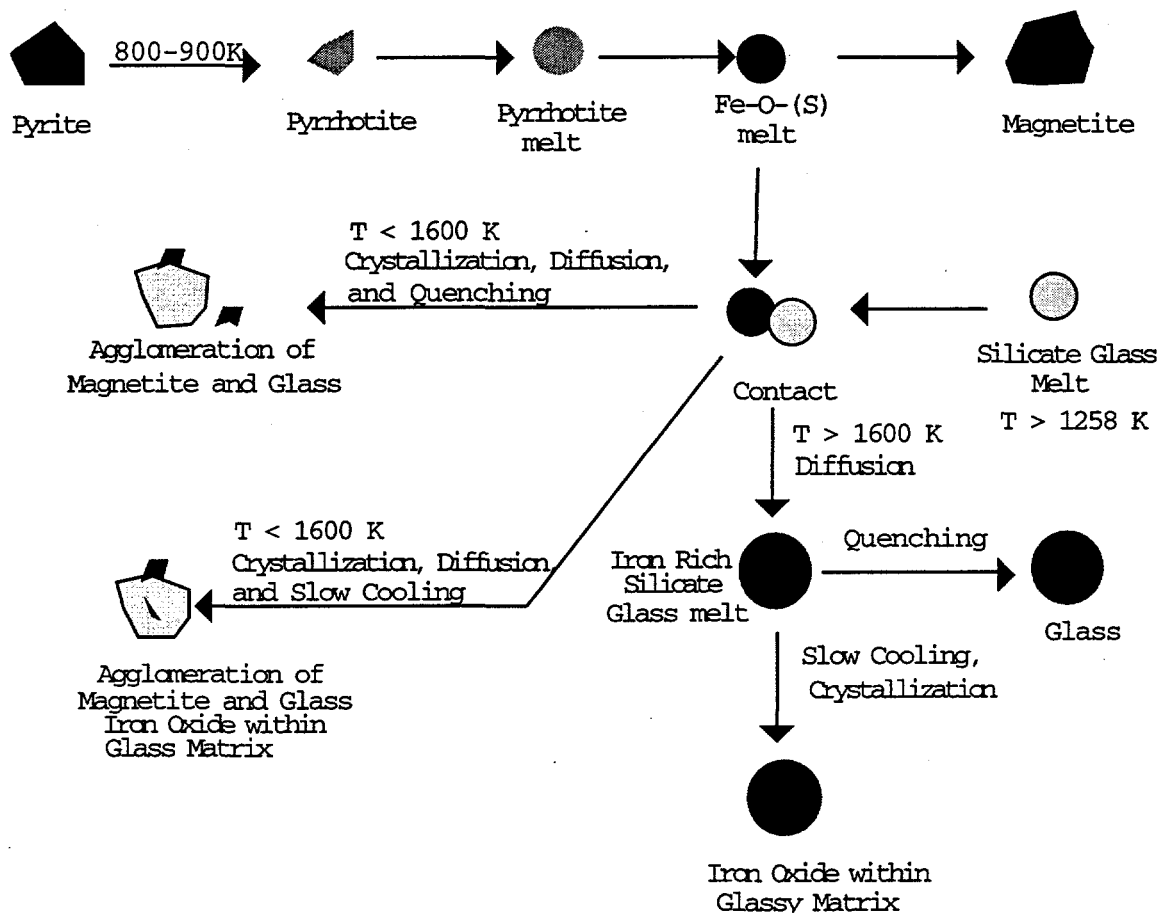 800-900K
Pyrite
Pyrrhotite
Pyrrhotite
melt
Fe-O-(S)
melt
Magnetite
T < 1600 K
Crystallization, Diffusion,
and Quenching
Agglomeration of
Magnetite and Glass
Contact
Silicate Glass
Melt
T > 1258 K
T > 1600 K
Diffusion
T < 1600 K
Crystallization, Diffusion,
and Slow Cooling
Agglomeration of
Magnetite and Glass
Iron Oxide within
Glass Matrix
Iron Rich
Silicate
Glass melt
Quenching
Glass
Slow Cooling,
Crystallization
Iron Oxide within
Glassy Matrix